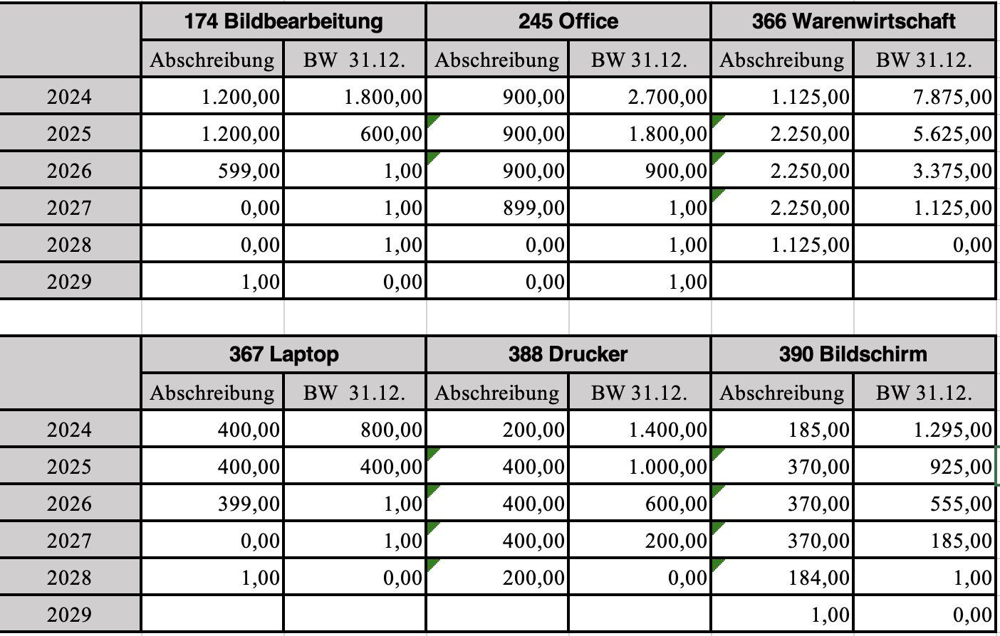 174 Bildbearbeitung 245 Office 366 Warenwirtschaft
Abschreibung BW 31.12. Abschreibung BW 31.12. Abschreibung BW 31.12.
2024 1.200,00 1.800,00 900,00 2.700,00 1.125,00 7.875,00
2025 1.200,00 600,00 900,00 1.800,00 2.250,00 5.625,00
2026 599,00 1,00 900,00 900,00 2.250,00 3.375,00
2027 0,00 1,00 899,00 1,00 2.250,00 1.125,00
2028 0,00 1,00 0,00 1,00 1.125,00 0,00
2029 1,00 0,00 0,00 1,00
367 Laptop 388 Drucker 390 Bildschirm
Abschreibung BW 31.12. Abschreibung BW 31.12. Abschreibung BW 31.12.
2024 400,00 800,00 200,00 1.400,00 185,00 1.295,00
2025 400,00 400,00 400,00 1.000,00 370,00 925,00
2026 399,00 1,00 400,00 600,00 370,00 555,00
2027 0,00 1,00 400,00 200,00 370,00 185,00
2028 1,00 0,00 200,00 0,00 184,00 1,00
2029 1,00 0,00